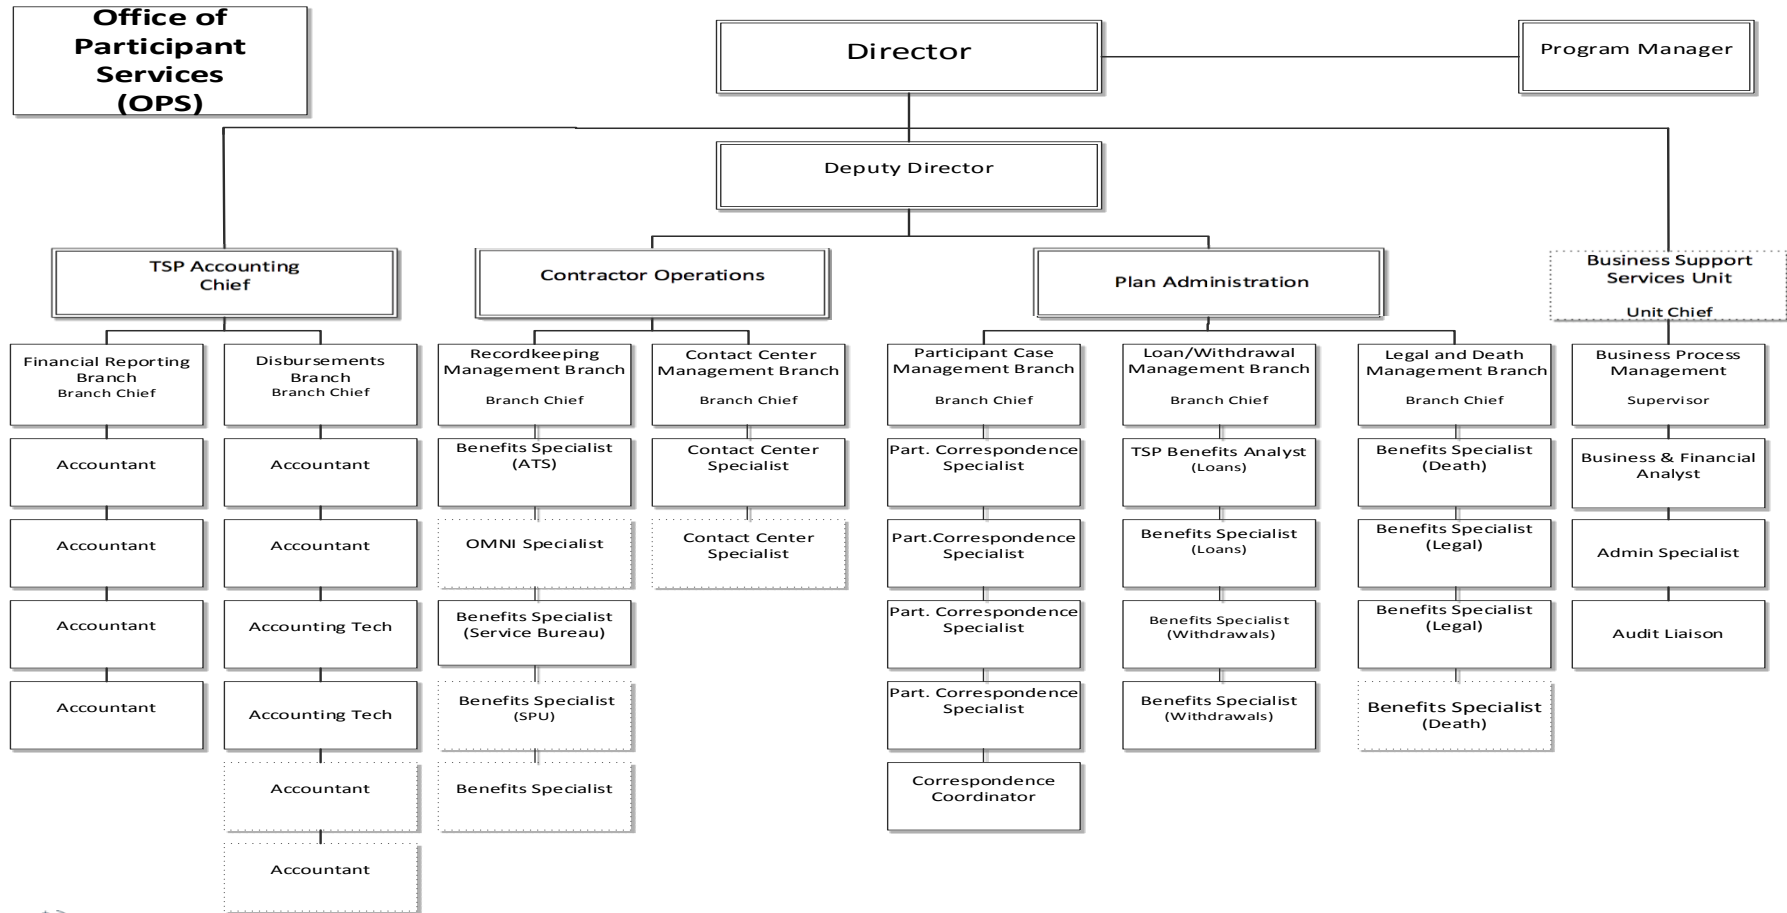 Office of
Participant
Services
(OPS)
Director
Program Manager
Deputy Director
TSP Accounting
Chief
Contractor Operations
Plan Administration
Business Support
Services Unit
Unit Chief
Financial Reporting
Branch
Branch Chief
Accountant
Accountant
Accountant
Accountant
Disbursements
Branch
Branch Chief
Accountant
Accountant
Accounting Tech
Accounting Tech
Accountant
Accountant
Recordkeeping
Management Branch
Branch Chief
Benefits Specialist
(ATS)
OMNI Specialist
Benefits Specialist
(Service Bureau)
Benefits Specialist
(SPU)
Benefits Specialist
Contact Center
Management Branch
Branch Chief
Contact Center
Specialist
Contact Center
Specialist
Participant Case
Management Branch
Branch Chief
Part. Correspondence
Specialist
Part.Correspondence
Specialist
Part. Correspondence
Specialist
Part. Correspondence
Specialist
Correspondence
Coordinator
Loan/Withdrawal
Management Branch
Branch Chief
TSP Benefits Analyst
(Loans)
Benefits Specialist
(Loans)
Benefits Specialist
(Withdrawals)
Benefits Specialist
(Withdrawals)
Legal and Death
Management Branch
Branch Chief
Benefits Specialist
(Death)
Benefits Specialist
(Legal)
Benefits Specialist
(Legal)
Benefits Specialist
(Death)
Business Process
Management
Supervisor
Business & Financial
Analyst
Admin Specialist
Audit Liaison